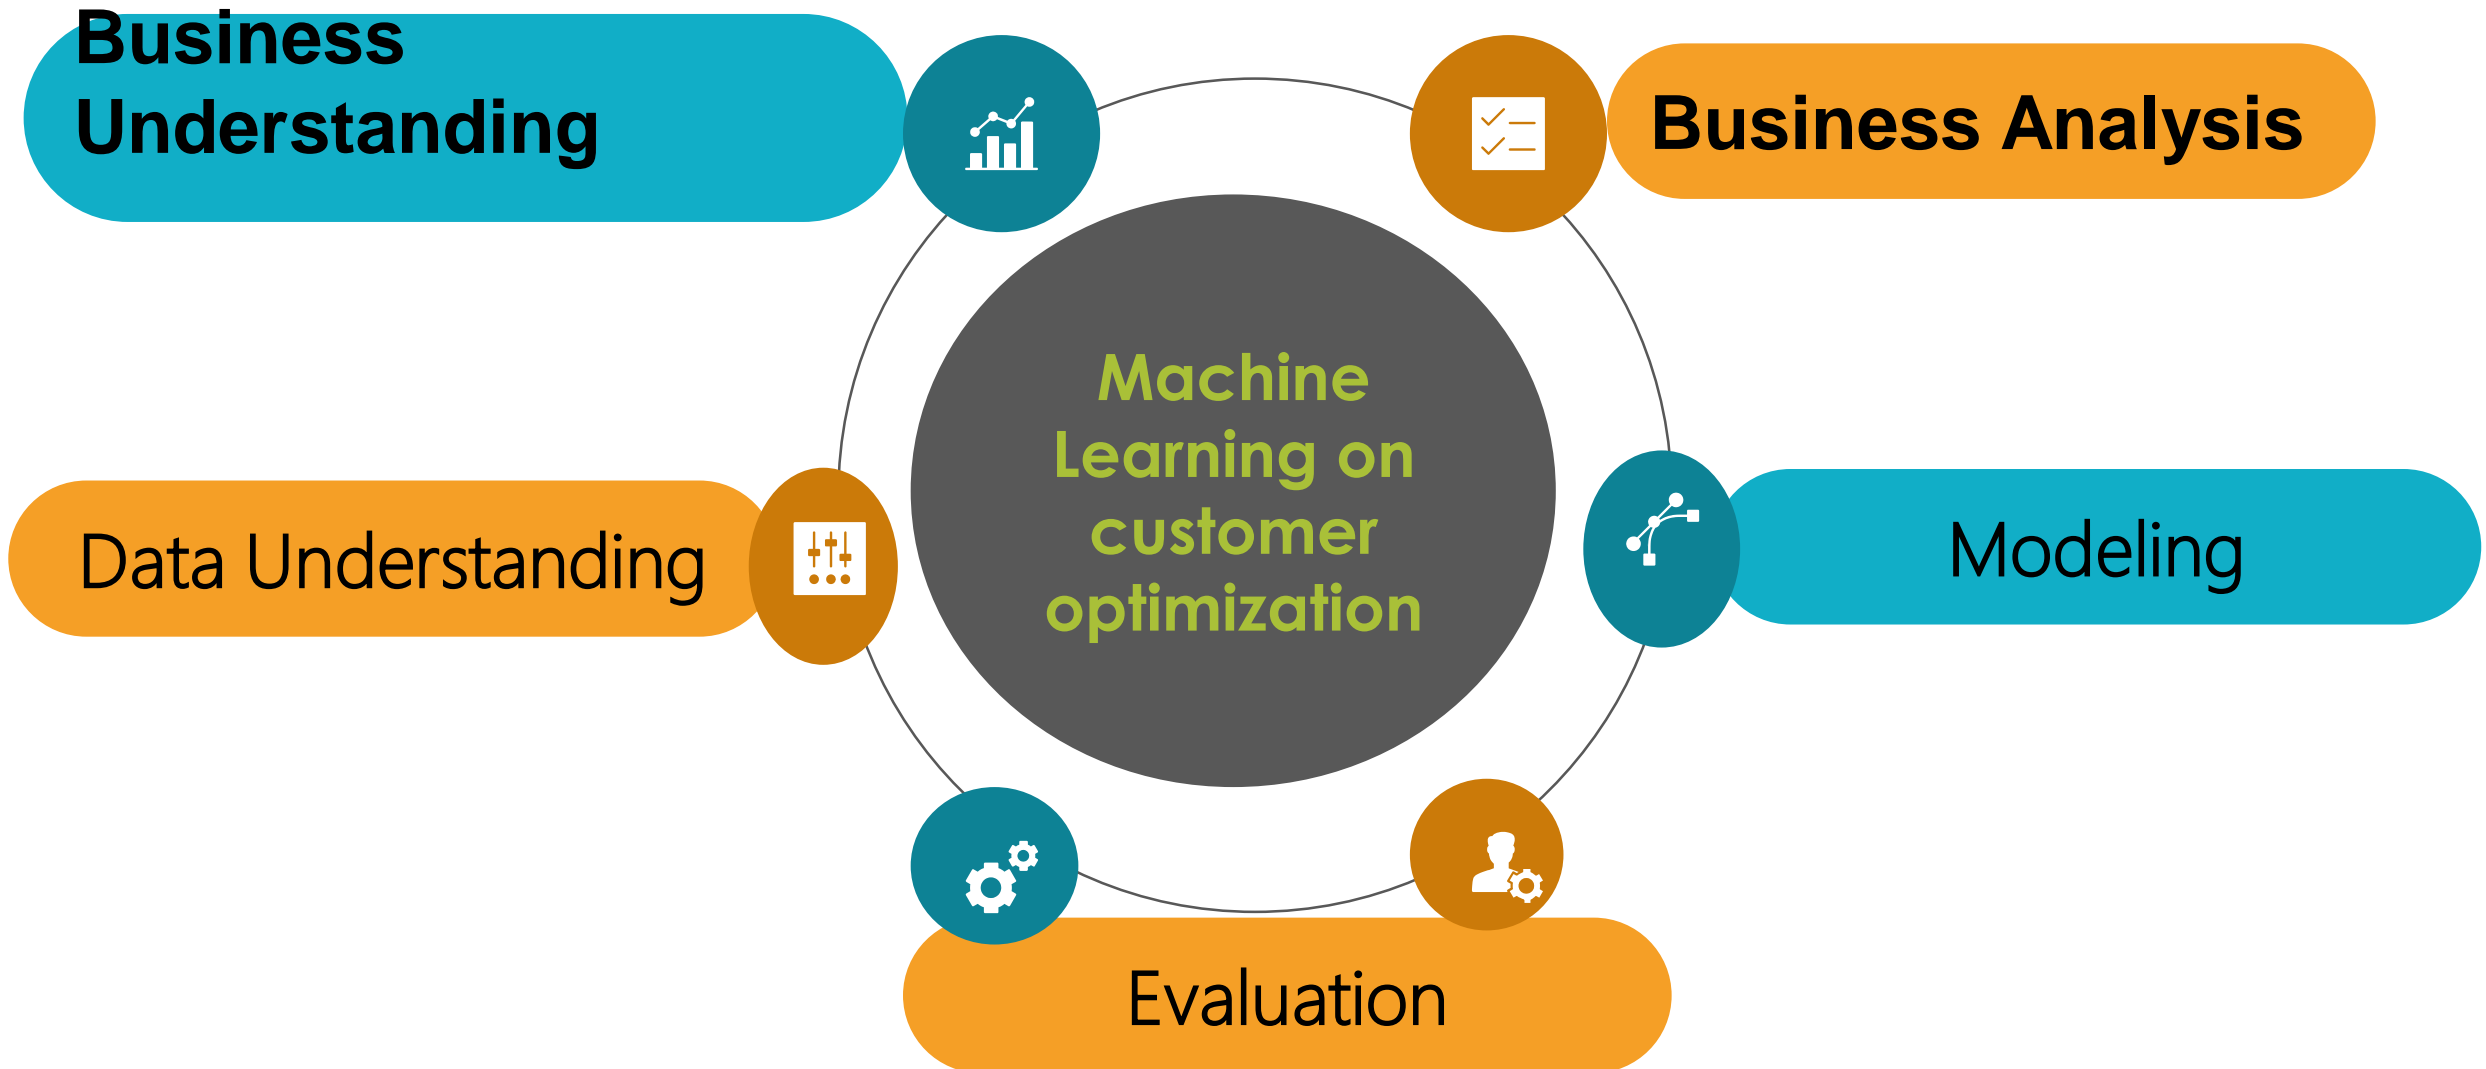 Business
Understanding
Business Analysis
Machine
Learning on
customer
optimization
Data Understanding
Modeling
Evaluation